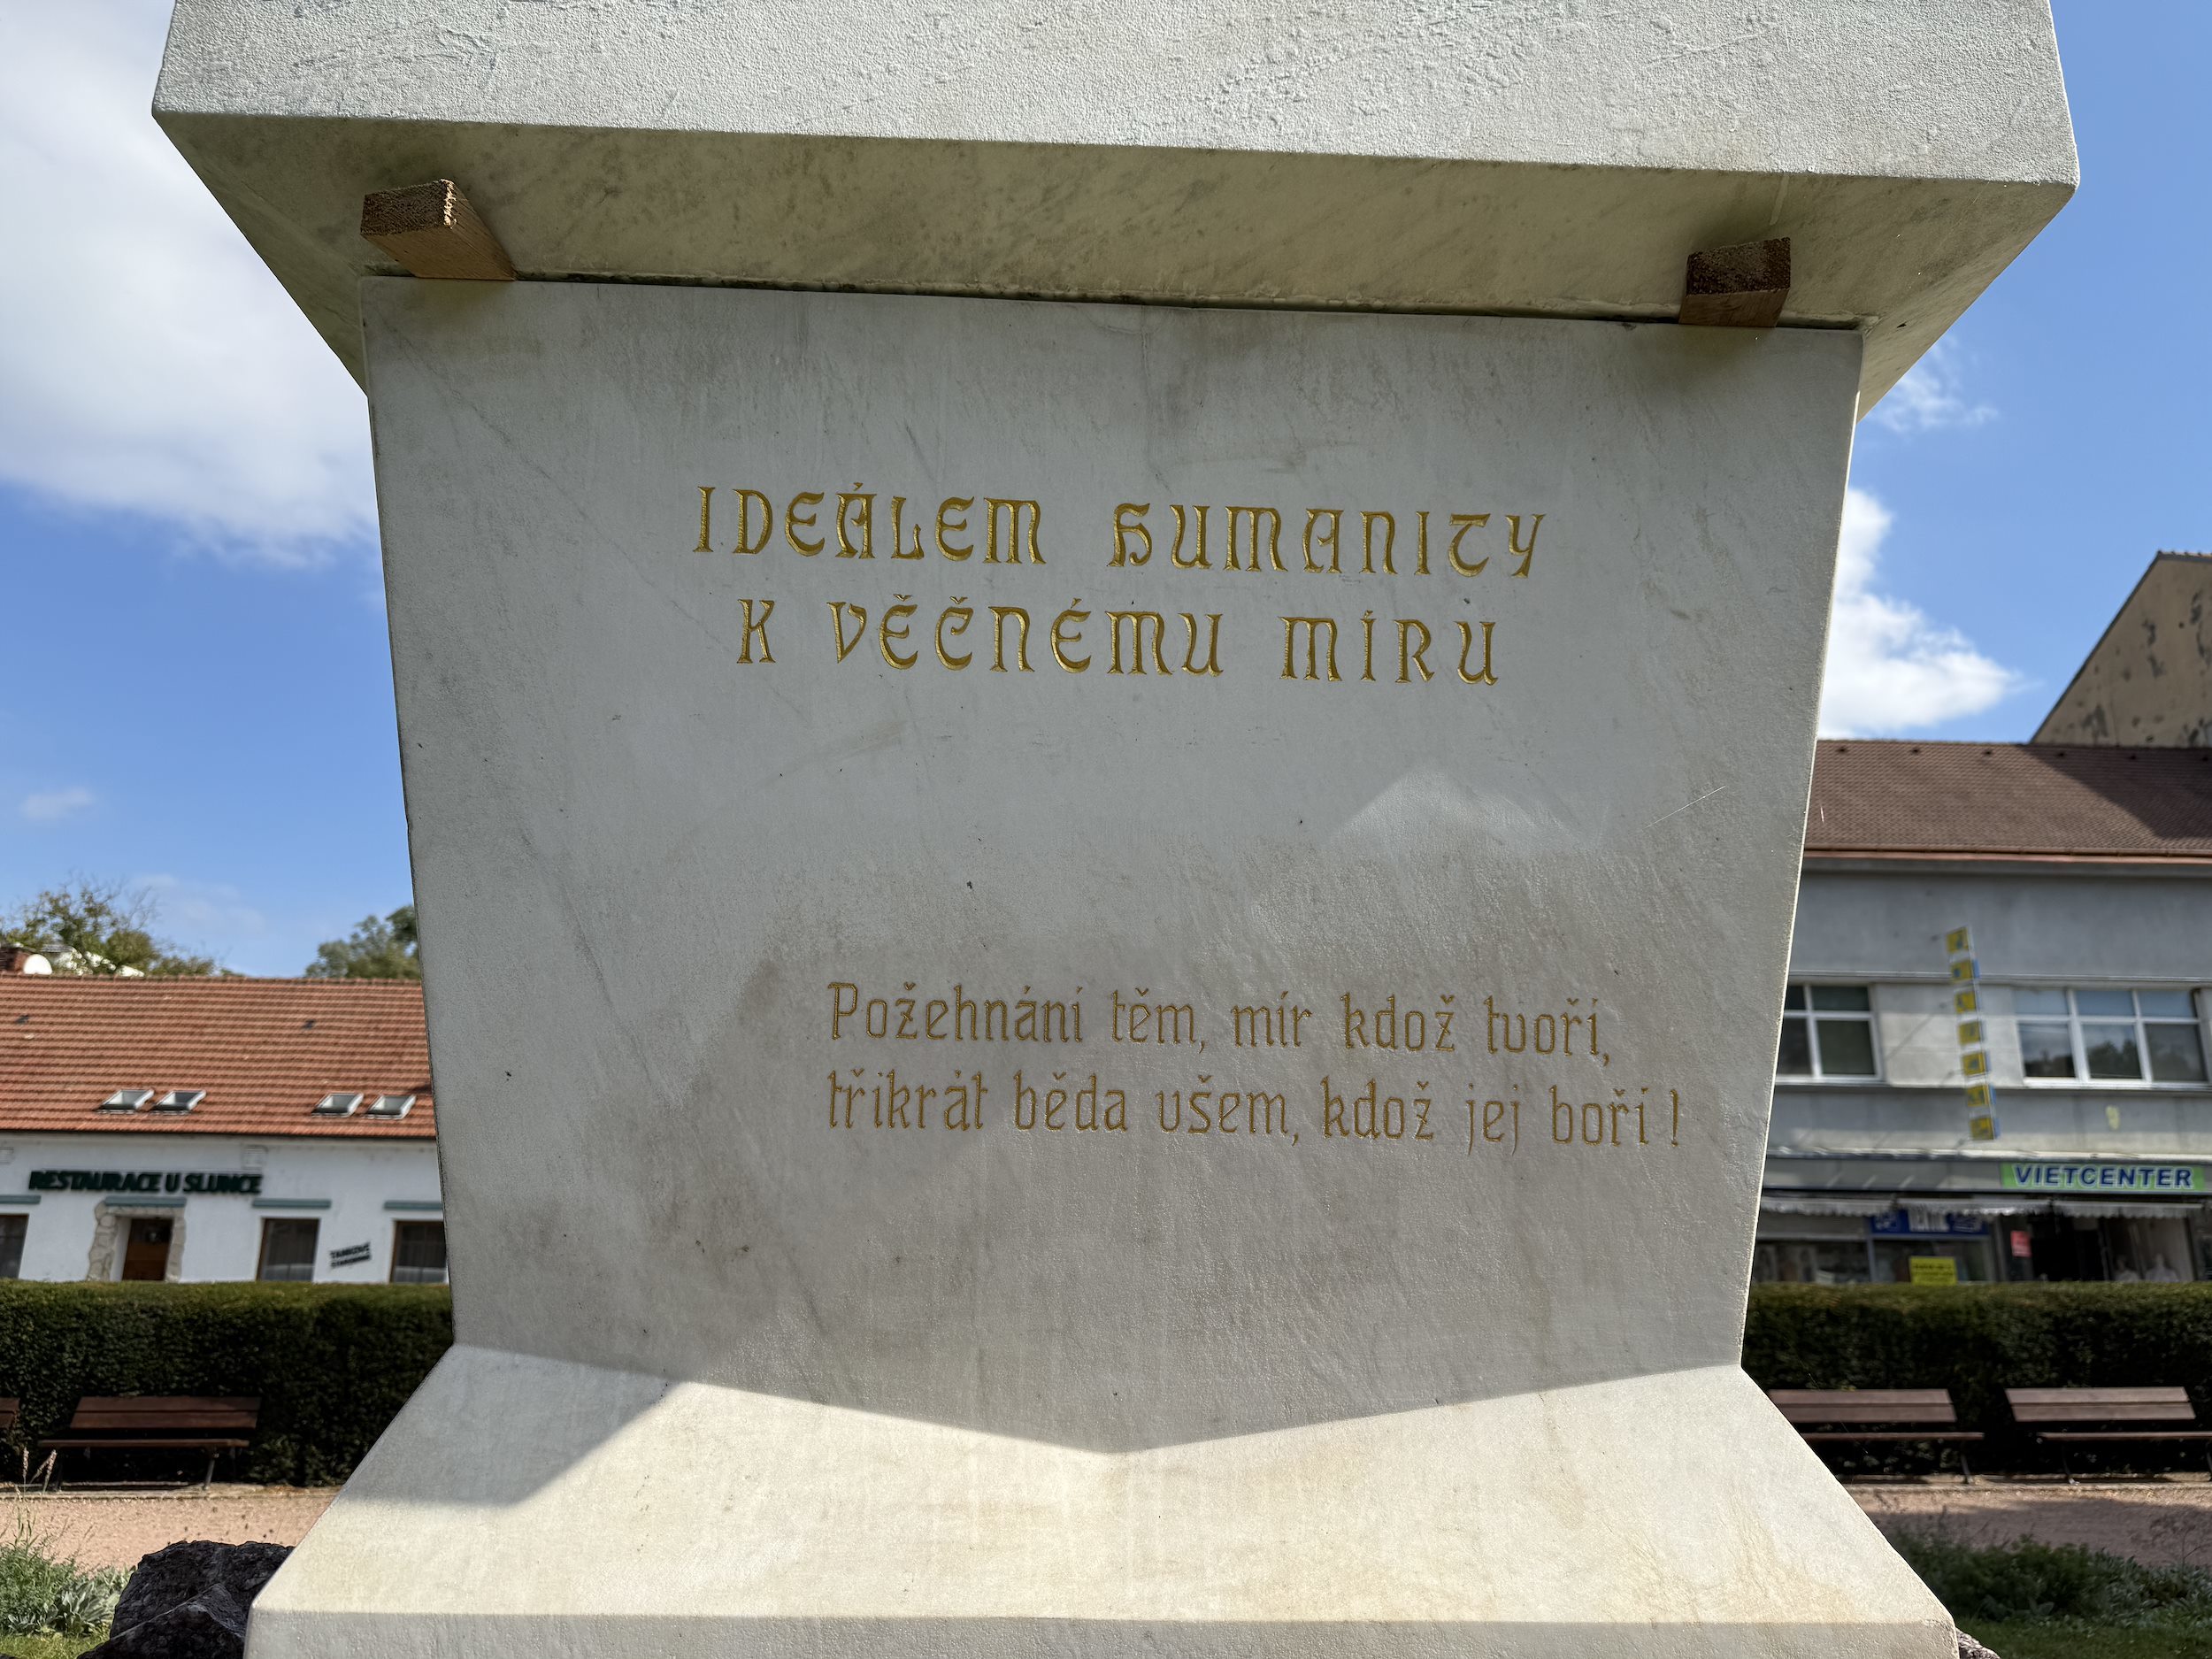 IDEÁLEM HUMANITY
K VĚČNÉMU MÍRU
Požehnání těm, mír kdož tvoří,
třikrát běda všem, kdož jej boří!
RESTAURACE U SLUNCE
VIETCENTER